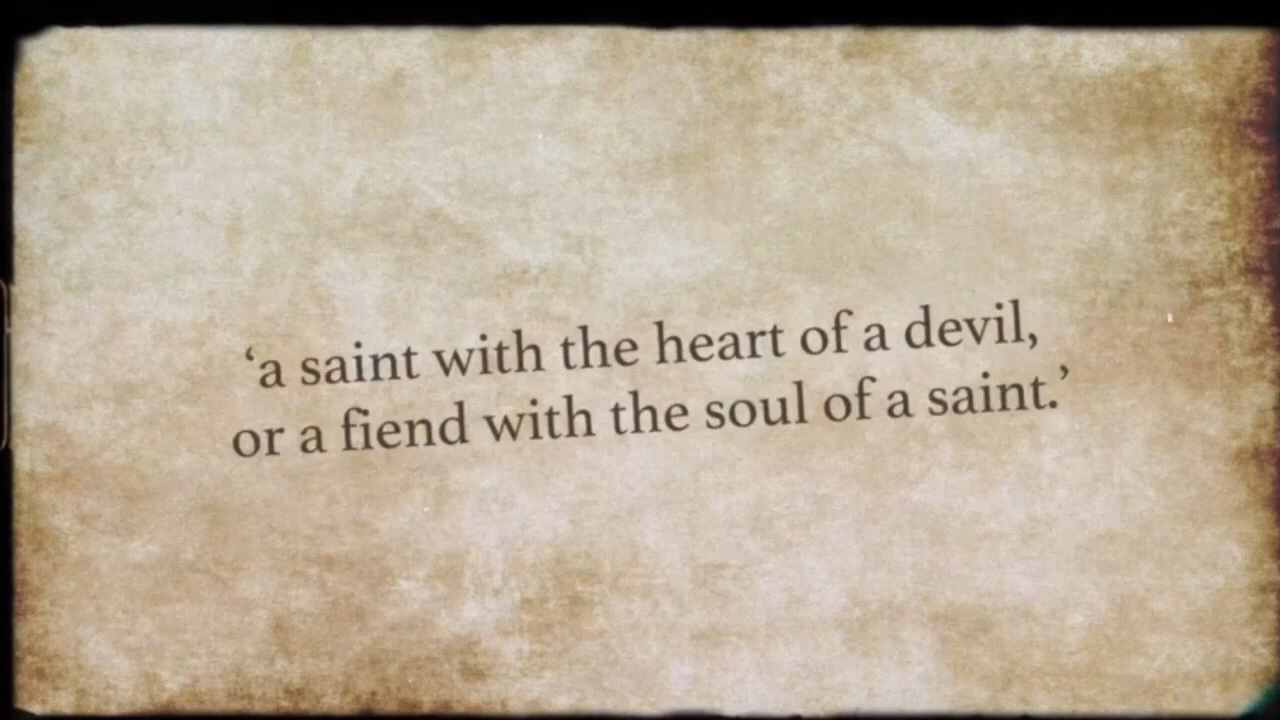 ‘a saint with the heart of a devil,
or a fiend with the soul of a saint.’